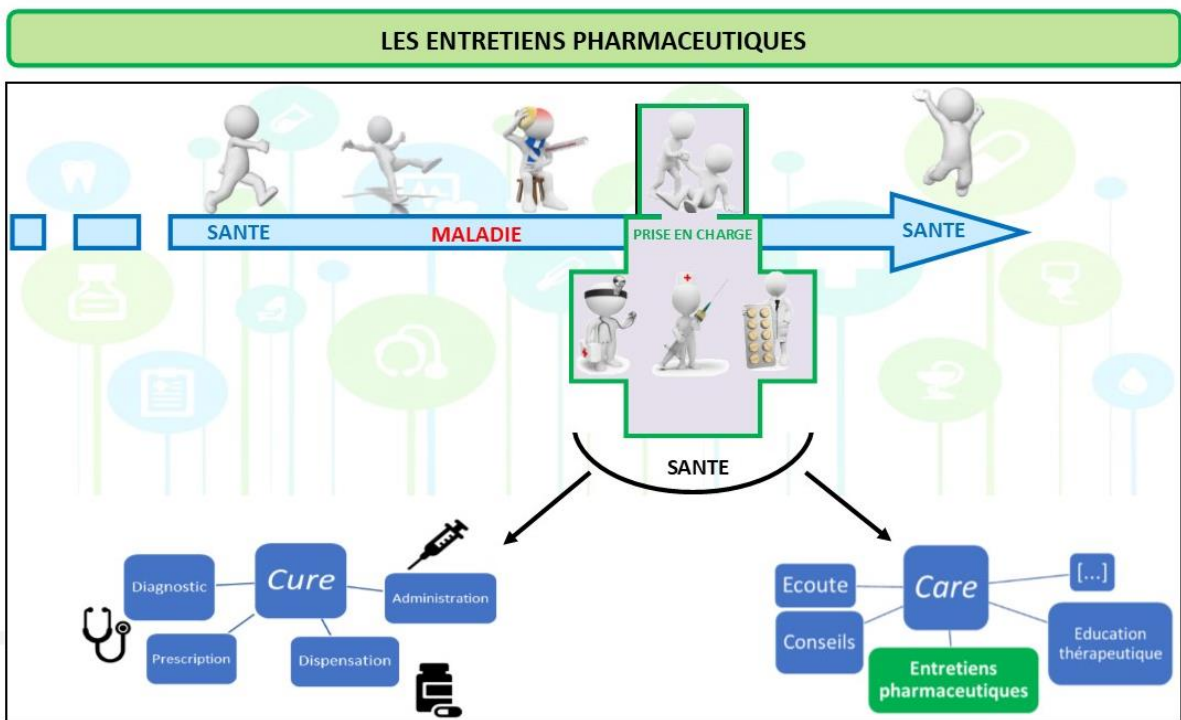 LES ENTRETIENS PHARMACEUTIQUES
SANTE
MALADIE
PRISE EN CHARGE
SANTE
SANTE
Diagnostic
Cure
Administration
Prescription
Dispensation
Ecoute
Care
[...]
Conseils
Education
thérapeutique
Entretiens
pharmaceutiques